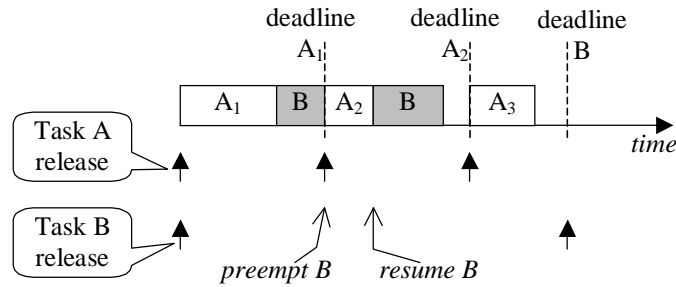 deadline deadline deadline
A₁ A₂ B
A₁ B A₂ B A₃
time
Task A
release
Task B
release
preempt B resume B